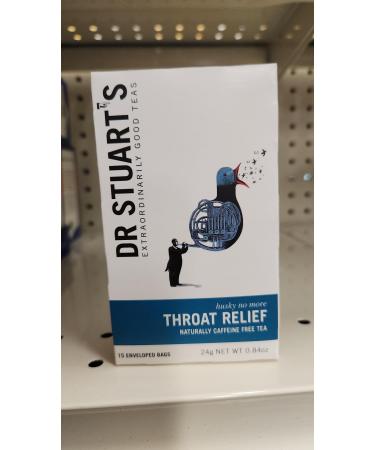 DR STUART'S
EXTRAORDINARILY GOOD TEAS
husky no more
THROAT RELIEF
NATURALLY CAFFEINE FREE TEA
15 ENVELOPED BAGS
24g NET WT 0.84oz